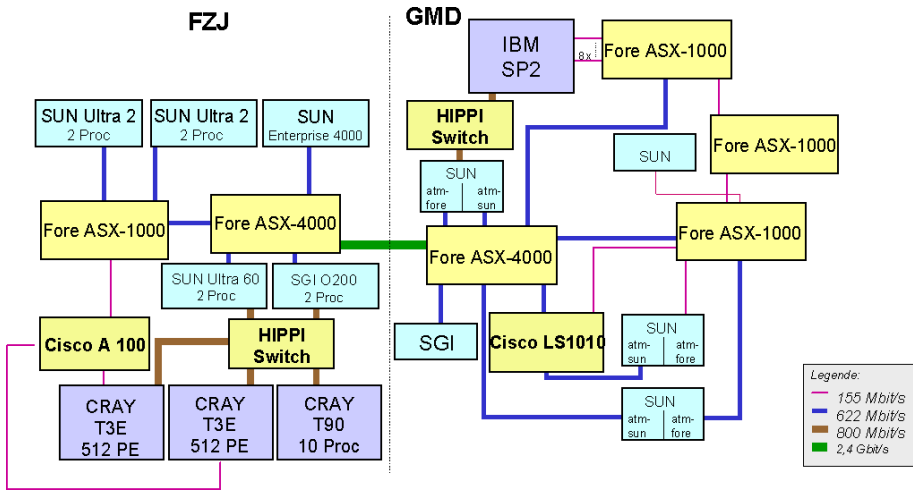 FZJ
GMD
IBM
SP2
8x
Fore ASX-1000
SUN Ultra 2
2 Proc
SUN Ultra 2
2 Proc
SUN
Enterprise 4000
HIPPI
Switch
Fore ASX-1000
SUN
SUN
atm-
fore
atm-
sun
Fore ASX-1000
Fore ASX-4000
Fore ASX-4000
Fore ASX-1000
SUN Ultra 60
2 Proc
SGI O200
2 Proc
Cisco A 100
HIPPI
Switch
SGI
Cisco LS1010
SUN
atm-
sun
atm-
fore
CRAY
T3E
512 PE
CRAY
T3E
512 PE
CRAY
T90
10 Proc
SUN
atm-
sun
atm-
fore
Legende:
155 Mbit/s
622 Mbit/s
800 Mbit/s
2,4 Gbit/s